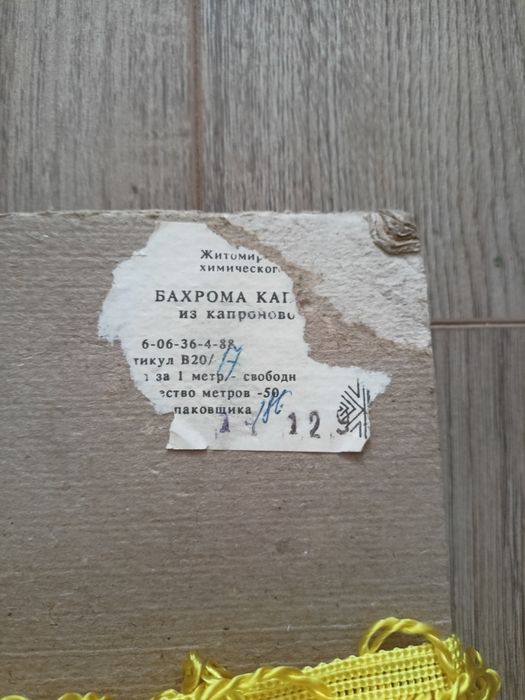 Житомир
химического
БАХРОМА КАП
из капроново
6-06-36-4-88
тикул В20/17
за 1 метр - свободн
ество метров -50
паковщика
12